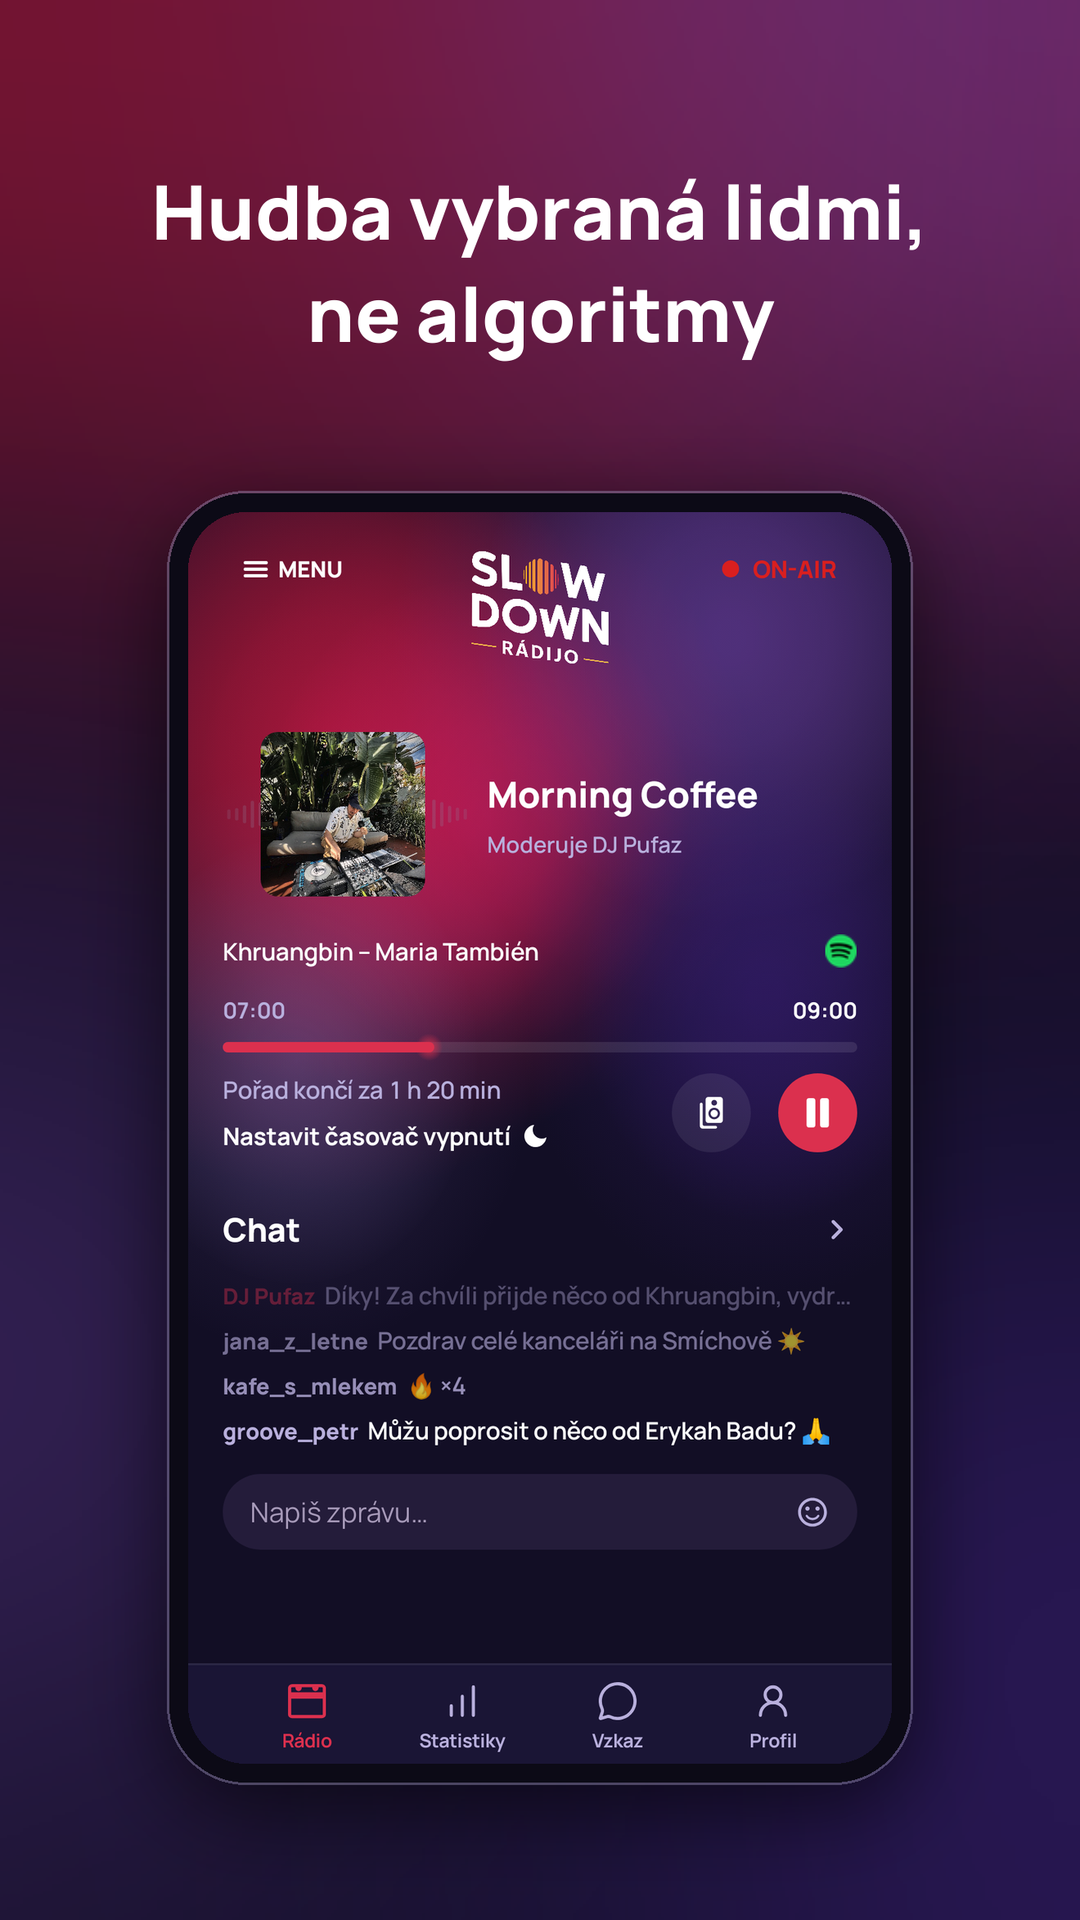 Hudba vybraná lidmi,
ne algoritmy
MENU
SLOW
DOWN
RÁDIJO
ON-AIR
Morning Coffee
Moderuje DJ Pufaz
Khruangbin – Maria También
07:00
09:00
Pořad končí za 1 h 20 min
Nastavit časovač vypnutí
Chat
DJ Pufaz Díky! Za chvíli přijde něco od Khruangbin, vydr…
jana_z_letne Pozdrav celé kanceláři na Smíchově ☀️
kafe_s_mlekem 🔥 ×4
groove_petr Můžu poprosit o něco od Erykah Badu? 🙏
Napiš zprávu…
Rádio
Statistiky
Vzkaz
Profil